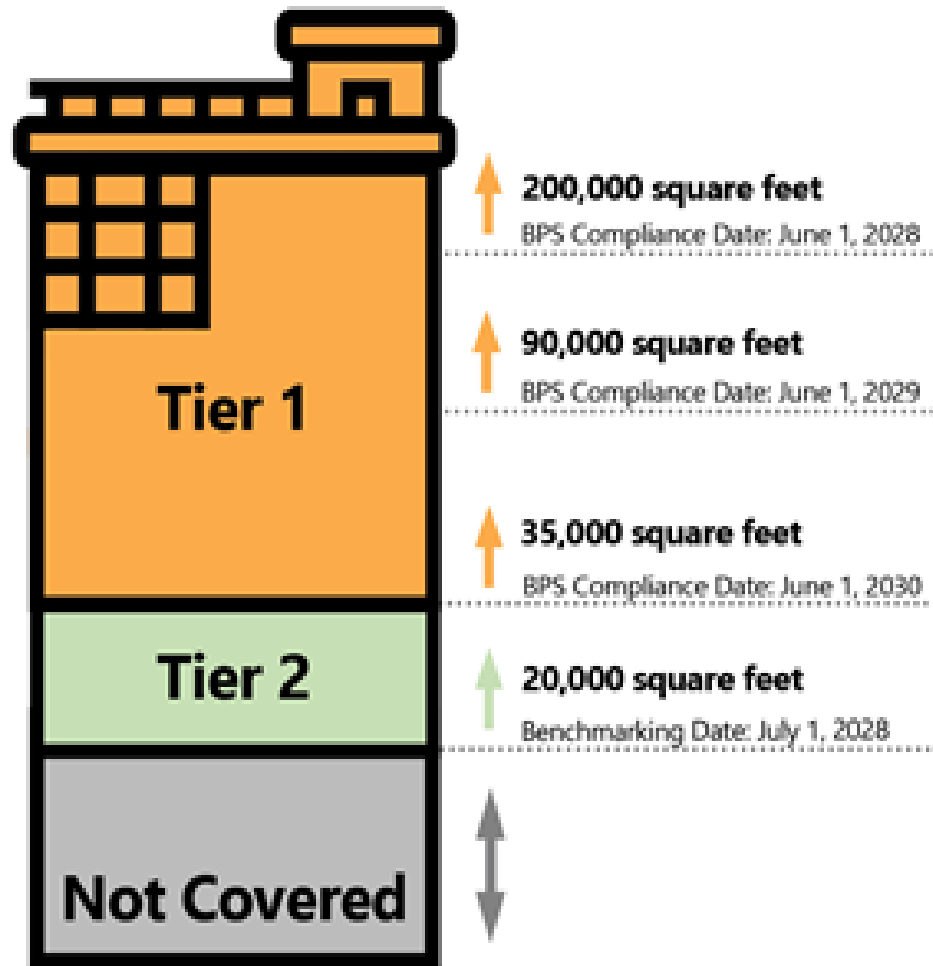 200,000 square feet
BPS Compliance Date: June 1, 2028
90,000 square feet
BPS Compliance Date: June 1, 2029
Tier 1
35,000 square feet
BPS Compliance Date: June 1, 2030
Tier 2
20,000 square feet
Benchmarking Date: July 1, 2028
Not Covered